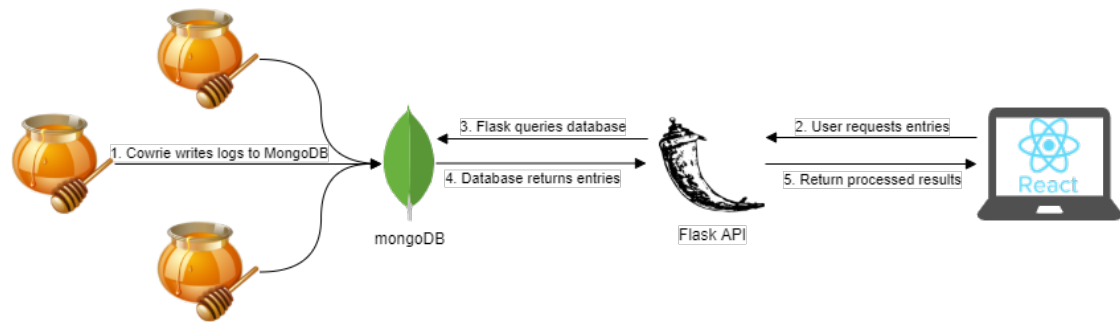 1. Cowrie writes logs to MongoDB
3. Flask queries database
2. User requests entries
4. Database returns entries
5. Return processed results
React
mongoDB
Flask API